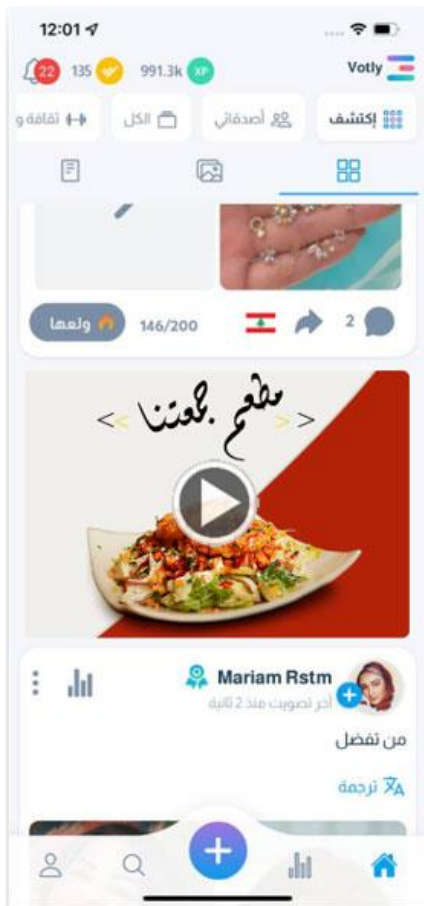 12:01
22 135 991.3k XP Votly
إكتشف أصدقائي الكل ثقافة و
ولعها 146/200 2
مطعم جمعتنا
Mariam Rstm
آخر تصويت منذ 2 ثانية
من تفضل
ترجمة